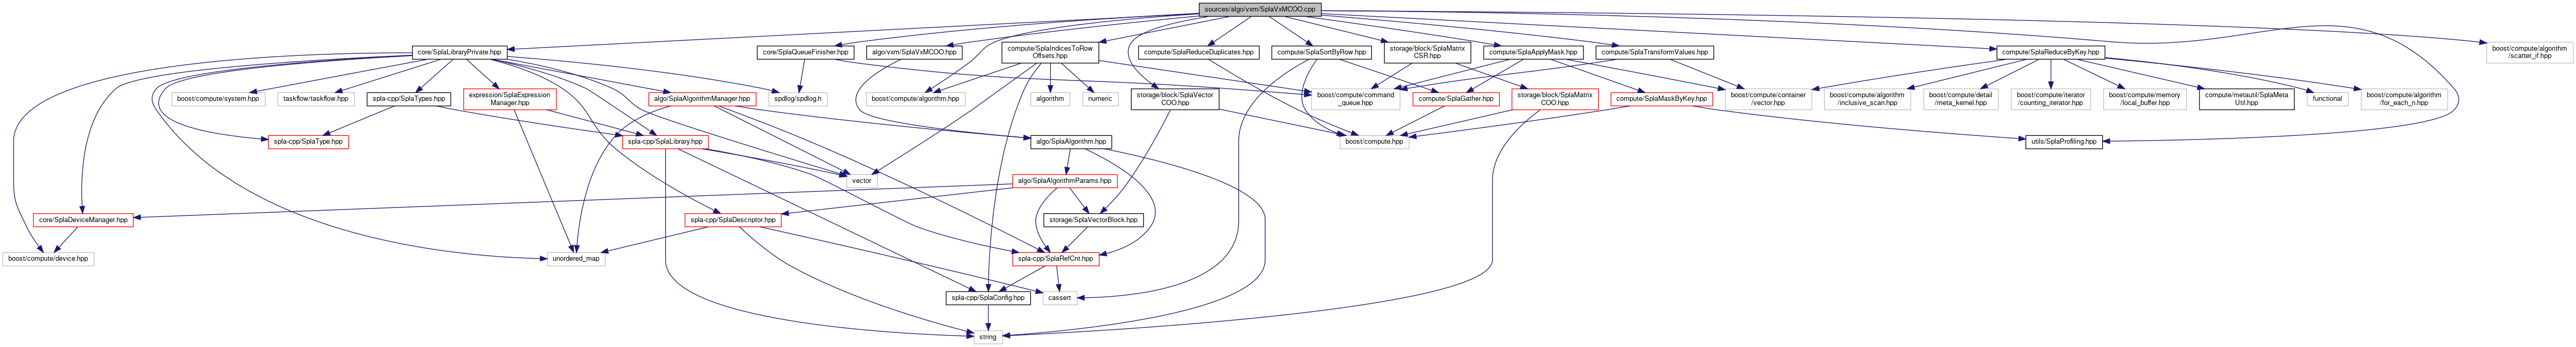 sources/algo/vxm/SplaVxMCOO.cpp
core/SplaLibraryPrivate.hpp
core/SplaQueueFinisher.hpp
algo/vxm/SplaVxMCOO.hpp
compute/SplaIndicesToRow
Offsets.hpp
compute/SplaReduceDuplicates.hpp
compute/SplaSortByRow.hpp
storage/block/SplaMatrix
CSR.hpp
compute/SplaApplyMask.hpp
compute/SplaTransformValues.hpp
compute/SplaReduceByKey.hpp
boost/compute/algorithm
/scatter_if.hpp
boost/compute/system.hpp
taskflow/taskflow.hpp
spla-cpp/SplaTypes.hpp
expression/SplaExpression
Manager.hpp
algo/SplaAlgorithmManager.hpp
spdlog/spdlog.h
boost/compute/algorithm.hpp
algorithm
numeric
storage/block/SplaVector
COO.hpp
boost/compute/command
_queue.hpp
compute/SplaGather.hpp
storage/block/SplaMatrix
COO.hpp
compute/SplaMaskByKey.hpp
boost/compute/container
/vector.hpp
boost/compute/algorithm
/inclusive_scan.hpp
boost/compute/detail
/meta_kernel.hpp
boost/compute/iterator
/counting_iterator.hpp
boost/compute/memory
/local_buffer.hpp
compute/metautil/SplaMeta
Util.hpp
functional
boost/compute/algorithm
/for_each_n.hpp
spla-cpp/SplaType.hpp
spla-cpp/SplaLibrary.hpp
algo/SplaAlgorithm.hpp
boost/compute.hpp
utils/SplaProfiling.hpp
vector
algo/SplaAlgorithmParams.hpp
core/SplaDeviceManager.hpp
spla-cpp/SplaDescriptor.hpp
storage/SplaVectorBlock.hpp
boost/compute/device.hpp
unordered_map
spla-cpp/SplaRefCnt.hpp
spla-cpp/SplaConfig.hpp
cassert
string